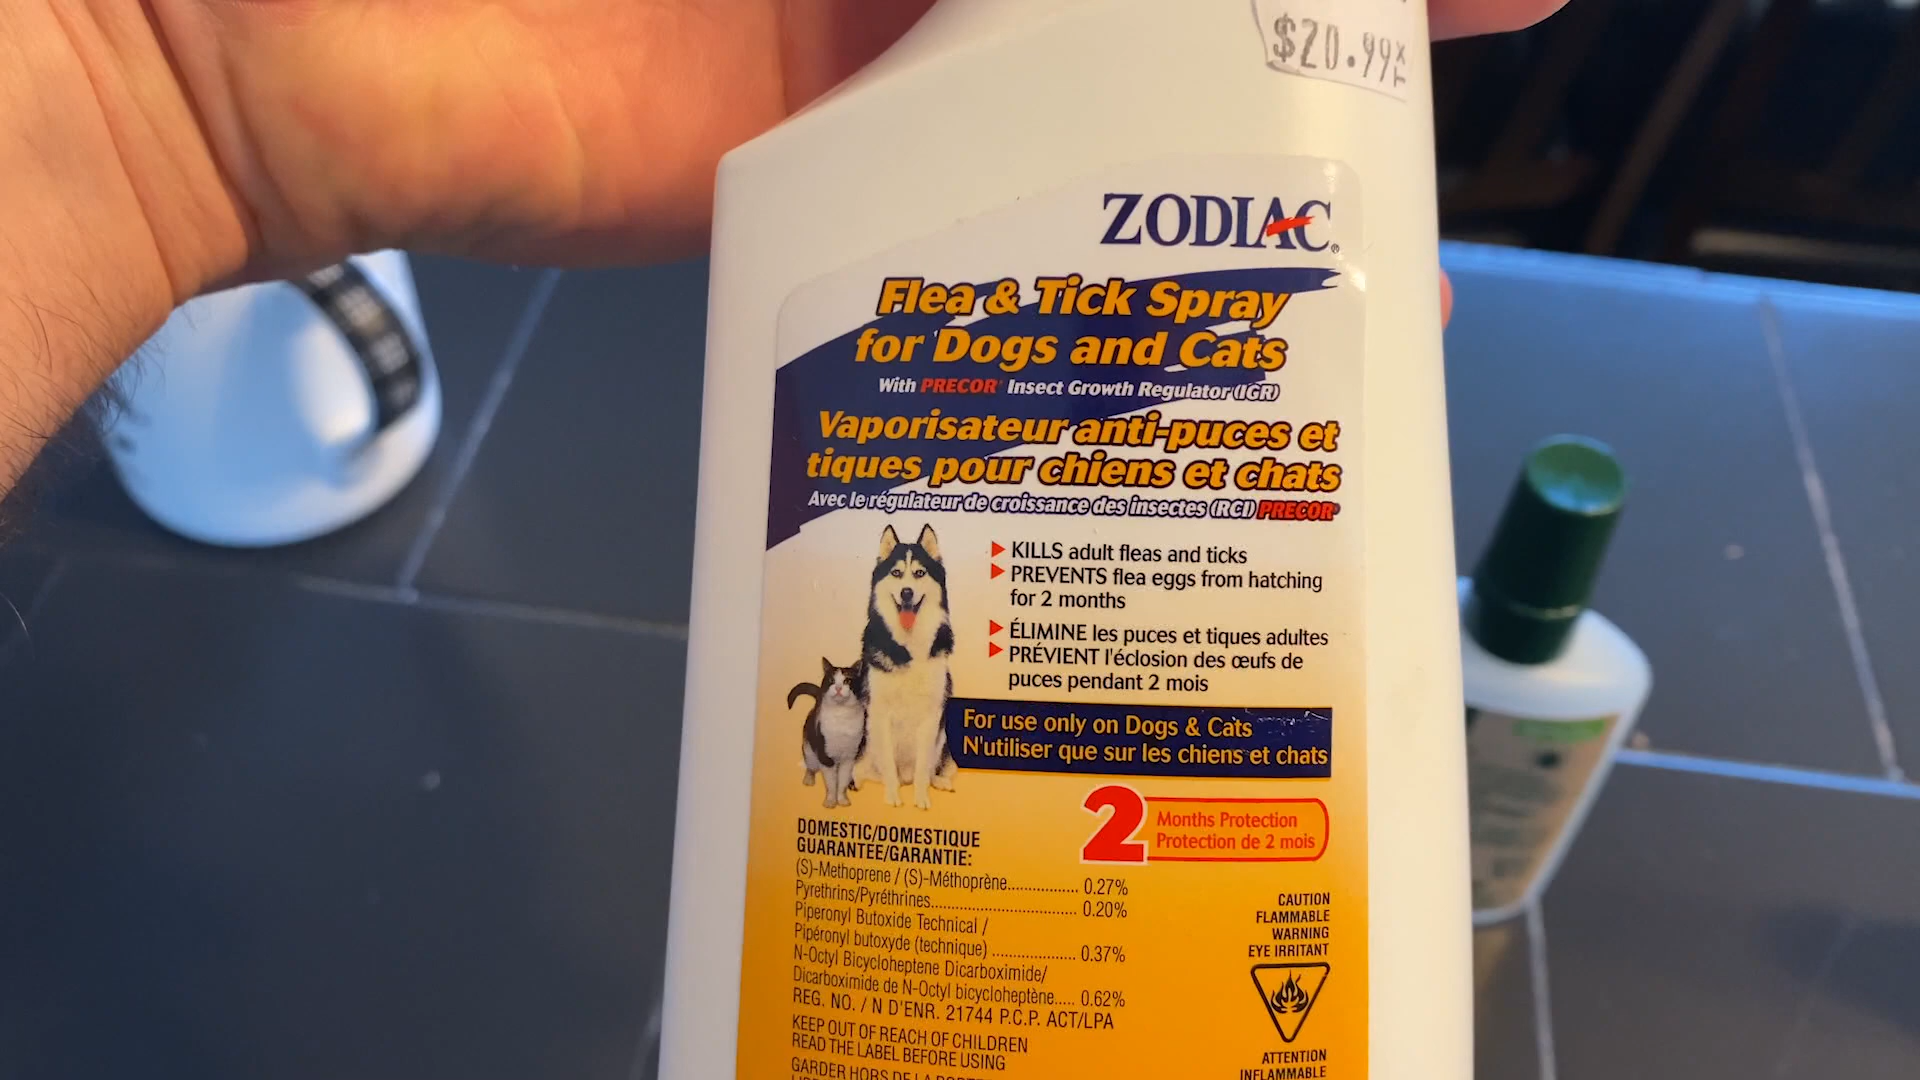 $20.99
ZODIAC
Flea & Tick Spray
for Dogs and Cats
With PRECOR® Insect Growth Regulator (IGR)
Vaporisateur anti-puces et
tiques pour chiens et chats
Avec le régulateur de croissance des insectes (RCI) PRECOR®
KILLS adult fleas and ticks
PREVENTS flea eggs from hatching
for 2 months
ÉLIMINE les puces et tiques adultes
PRÉVIENT l'éclosion des œufs de
puces pendant 2 mois
For use only on Dogs & Cats
N'utiliser que sur les chiens et chats
2 Months Protection
Protection de 2 mois
DOMESTIC/DOMESTIQUE
GUARANTEE/GARANTIE:
(S)-Methoprene / (S)-Méthoprène................. 0.27%
Pyrethrins/Pyréthrines................................... 0.20%
Piperonyl Butoxide Technical /
Pipéronyl butoxyde (technique) .................... 0.37%
N-Octyl Bicycloheptene Dicarboximide/
Dicarboximide de N-Octyl bicycloheptène..... 0.62%
REG. NO. / N D'ENR. 21744 P.C.P. ACT/LPA
KEEP OUT OF REACH OF CHILDREN
READ THE LABEL BEFORE USING
GARDER HORS DE LA
CAUTION
FLAMMABLE
WARNING
EYE IRRITANT
ATTENTION
INFLAMMABLE